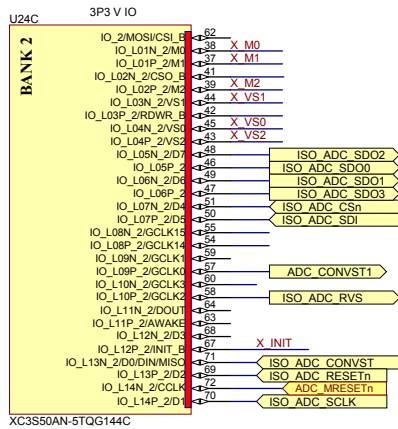 U24C 3P3 V IO
BANK 2
IO_2/MOSI/CSI_B 62
IO_L01N_2/M0 38 X_M0
IO_L01P_2/M1 37 X_M1
IO_L02N_2/CSO_B 41
IO_L02P_2/M2 39 X_M2
IO_L03N_2/VS1 44 X_VS1
IO_L03P_2/RDWR_B 42
IO_L04N_2/VS0 45 X_VS0
IO_L04P_2/VS2 43 X_VS2
IO_L05N_2/D7 48 ISO_ADC_SDO2
IO_L05P_2 46 ISO_ADC_SDO0
IO_L06N_2/D6 49 ISO_ADC_SDO1
IO_L06P_2 47 ISO_ADC_SDO3
IO_L07N_2/D4 51 ISO_ADC_CSn
IO_L07P_2/D5 50 ISO_ADC_SDI
IO_L08N_2/GCLK15 55
IO_L08P_2/GCLK14 54
IO_L09N_2/GCLK1 59
IO_L09P_2/GCLK0 57 ADC_CONVST1
IO_L10N_2/GCLK3 60
IO_L10P_2/GCLK2 58 ISO_ADC_RVS
IO_L11N_2/DOUT 64
IO_L11P_2/AWAKE 63
IO_L12N_2/D3 68
IO_L12P_2/INIT_B 67 X_INIT
IO_L13N_2/D0/DIN/MISO 71 ISO_ADC_CONVST
IO_L13P_2/D2 69 ISO_ADC_RESETn
IO_L14N_2/CCLK 72 ADC_MRESETn
IO_L14P_2/D1 70 ISO_ADC_SCLK
XC3S50AN-5TQG144C